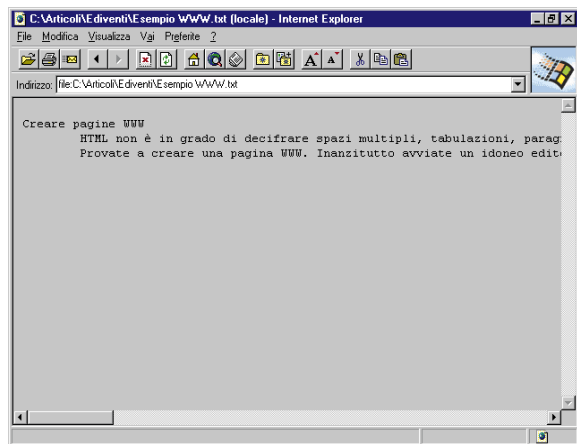 C:\Articoli\Ediventi\Esempio WWW.txt (locale) - Internet Explorer
File Modifica Visualizza Vai Preferite ?
Indirizzo: file:C:\Articoli\Ediventi\Esempio WWW.txt
Creare pagine WWW
HTML non è in grado di decifrare spazi multipli, tabulazioni, parag
Provate a creare una pagina WWW. Inanzitutto avviate un idoneo edit